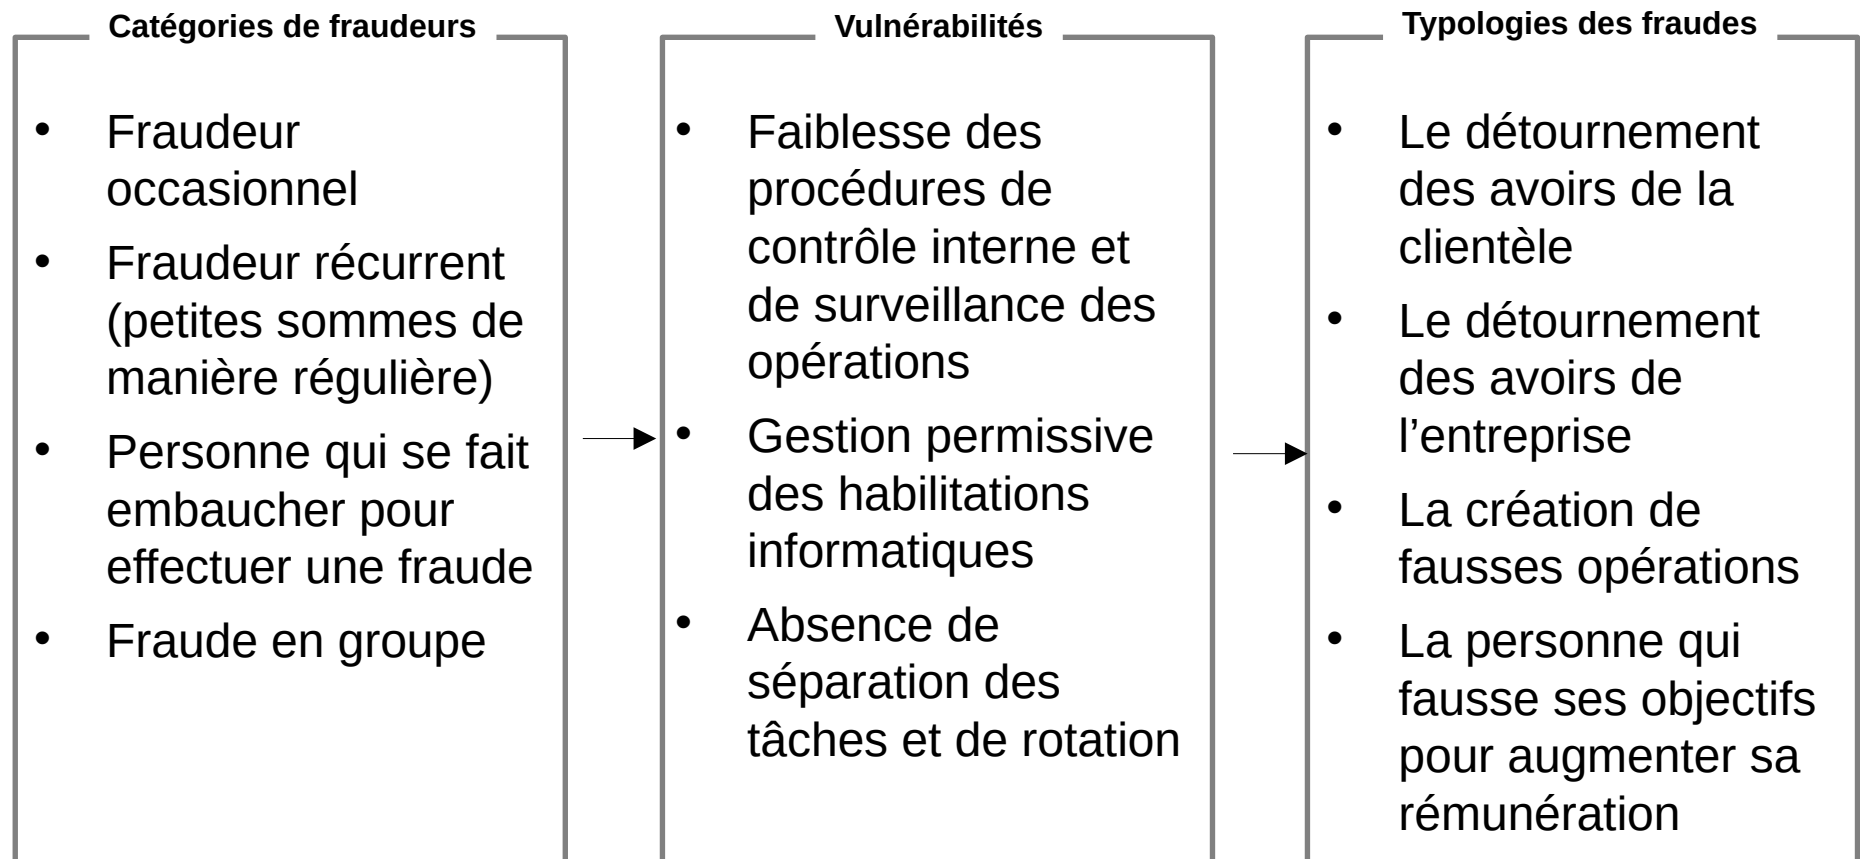 Catégories de fraudeurs
• Fraudeur
occasionnel
• Fraudeur récurrent
(petites sommes de
manière régulière)
• Personne qui se fait
embaucher pour
effectuer une fraude
• Fraude en groupe
Vulnérabilités
• Faiblesse des
procédures de
contrôle interne et
de surveillance des
opérations
• Gestion permissive
des habilitations
informatiques
• Absence de
séparation des
tâches et de rotation
Typologies des fraudes
• Le détournement
des avoirs de la
clientèle
• Le détournement
des avoirs de
l’entreprise
• La création de
fausses opérations
• La personne qui
fausse ses objectifs
pour augmenter sa
rémunération